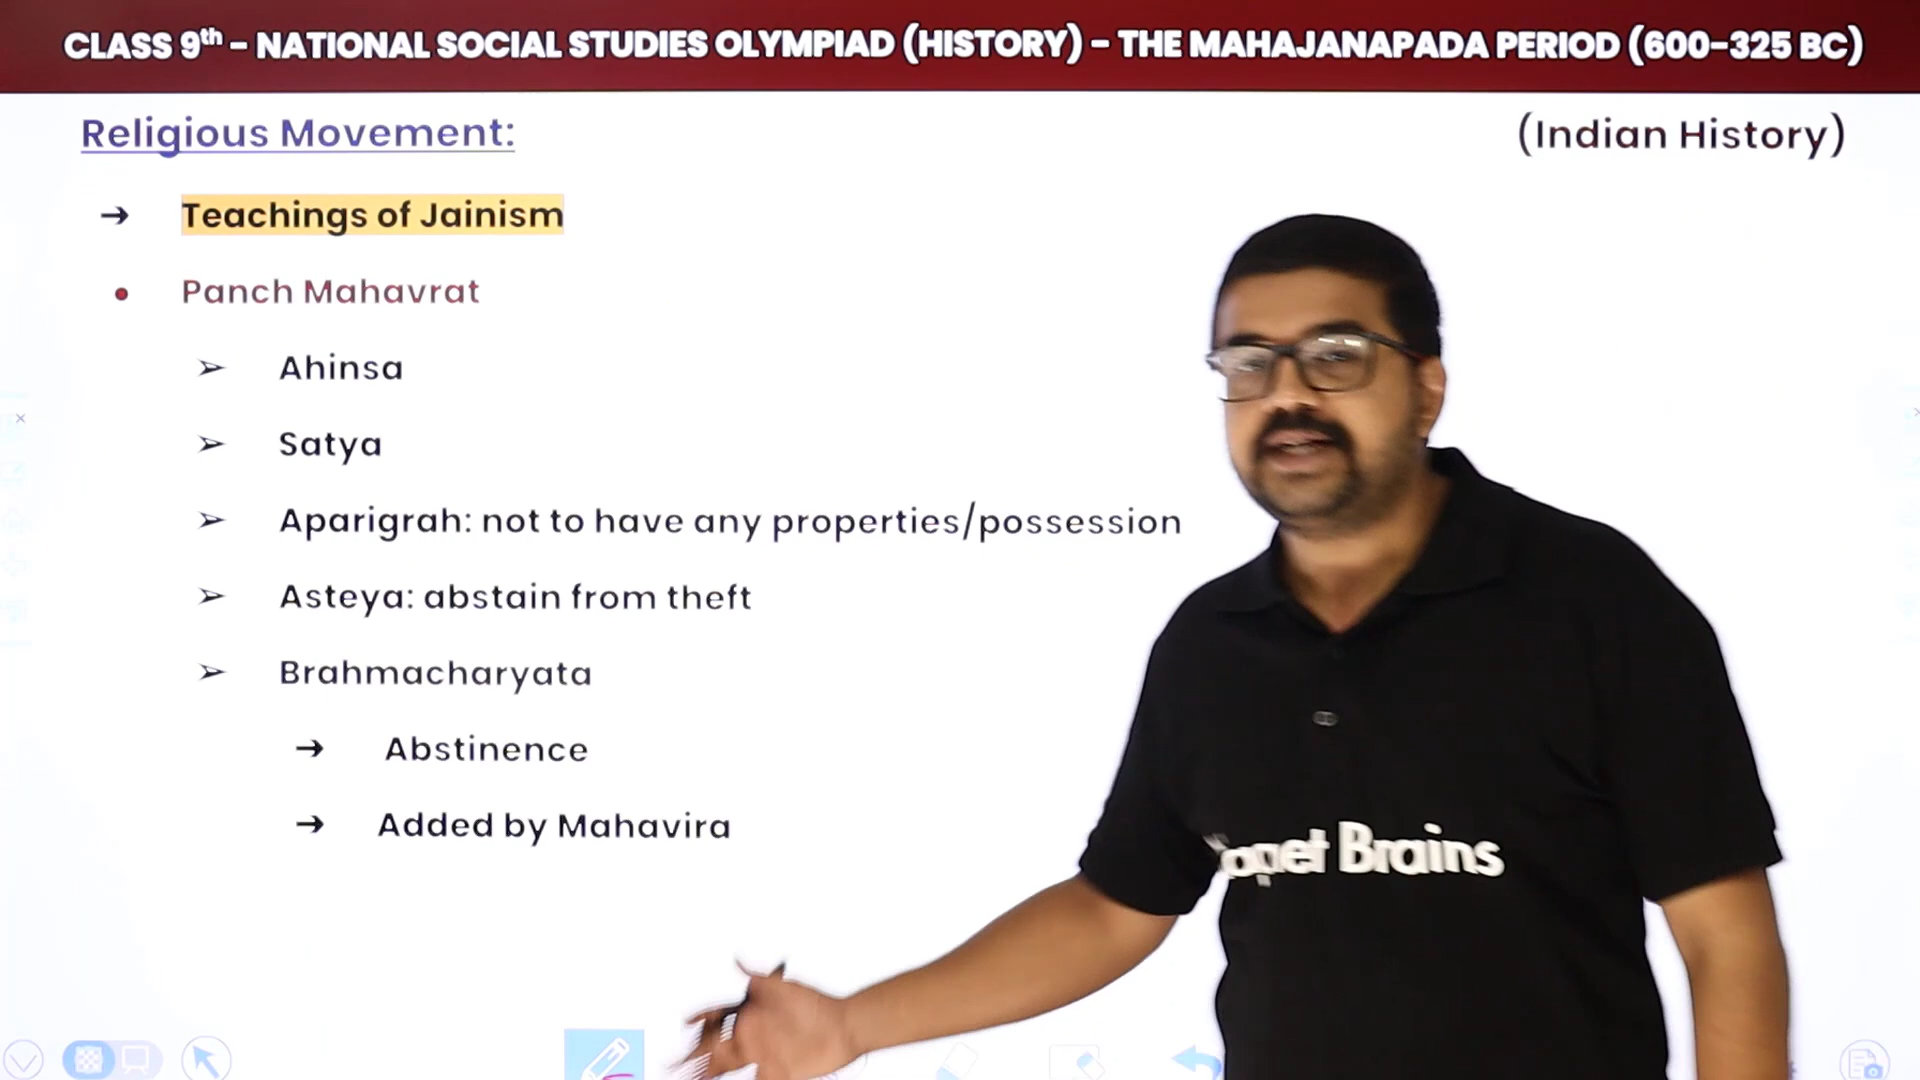 CLASS 9th - NATIONAL SOCIAL STUDIES OLYMPIAD (HISTORY) - THE MAHAJANAPADA PERIOD (600-325 BC)
Religious Movement:
(Indian History)
→ Teachings of Jainism
• Panch Mahavrat
➢ Ahinsa
➢ Satya
➢ Aparigrah: not to have any properties/possession
➢ Asteya: abstain from theft
➢ Brahmacharyata
→ Abstinence
→ Added by Mahavira
Brains